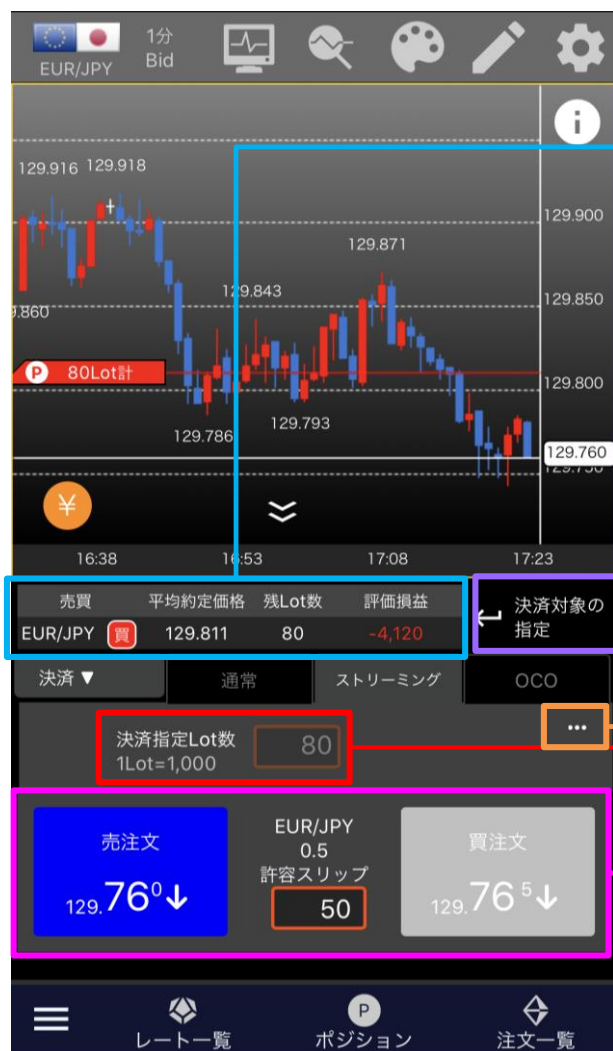 1分
EUR/JPY Bid
129.916 129.918
129.900
129.871
129.843
129.850
9.860
P 80Lot計
129.800
129.793
129.786
129.760
¥
16:38 16:53 17:08 17:23
売買 平均約定価格 残Lot数 評価損益
EUR/JPY 買 129.811 80 -4,120
決済対象の
指定
決済▼ 通常 ストリーミング OCO
決済指定Lot数 80
1Lot=1,000
...
売注文 EUR/JPY 買注文
0.5
許容スリップ
129.76⁰↓ 50 129.76⁵↓
P
レート一覧 ポジション 注文一覧